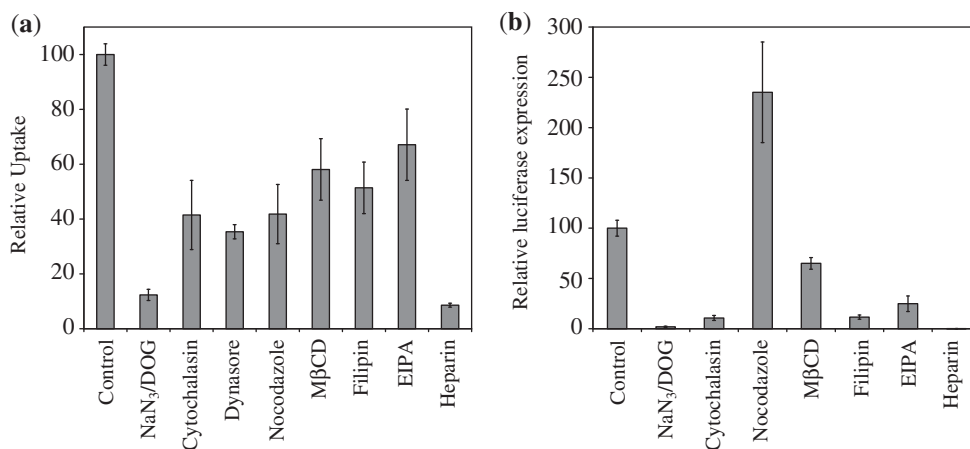 (a)
Relative Uptake
100
80
60
40
20
0
Control
NaN₃/DOG
Cytochalasin
Dynasore
Nocodazole
MβCD
Filipin
EIPA
Heparin
(b)
Relative luciferase expression
300
250
200
150
100
50
0
Control
NaN₃/DOG
Cytochalasin
Nocodazole
MβCD
Filipin
EIPA
Heparin